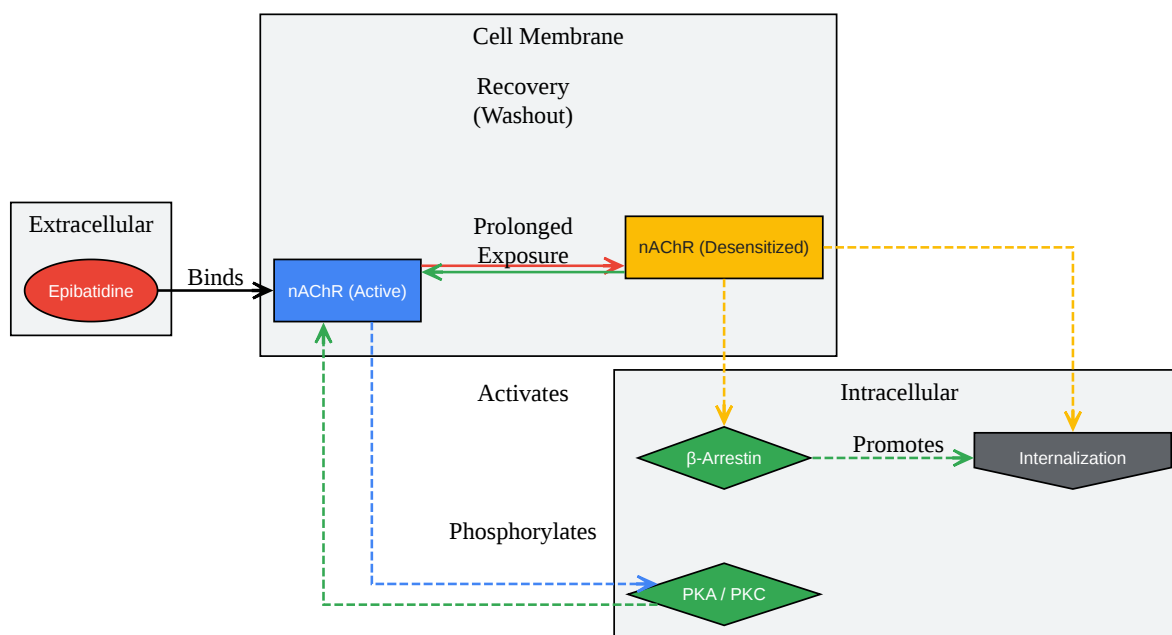 Cell Membrane
Recovery
(Washout)
Extracellular
Epibatidine
Binds
nAChR (Active)
Prolonged
Exposure
nAChR (Desensitized)
Activates
Intracellular
β-Arrestin
Promotes
Internalization
Phosphorylates
PKA / PKC